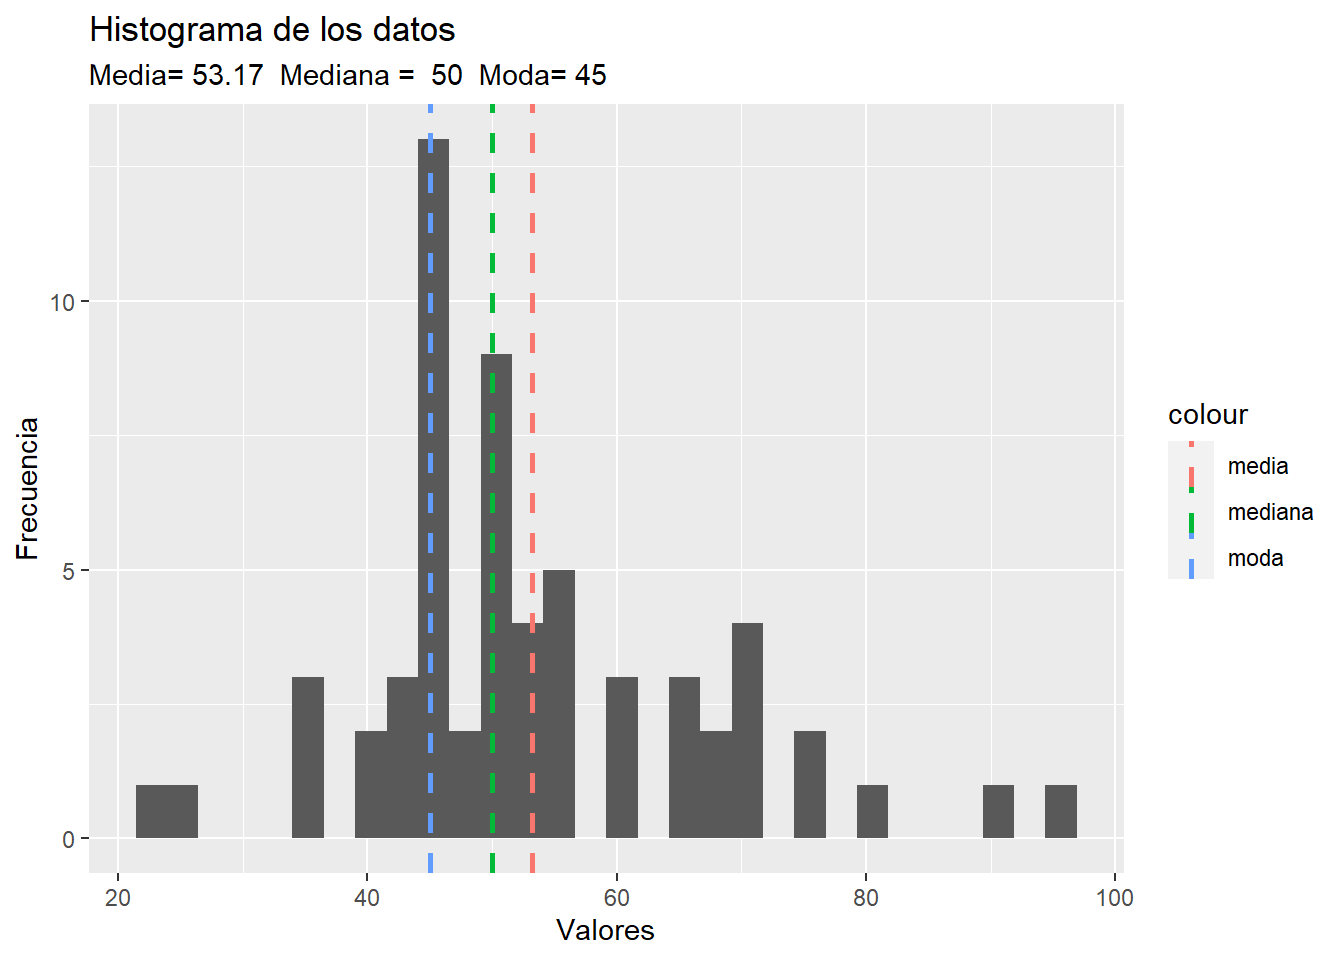 Histograma de los datos
Media= 53.17  Mediana =  50  Moda= 45
10
5
0
Frecuencia
20 40 60 80 100
Valores
colour
media
mediana
moda